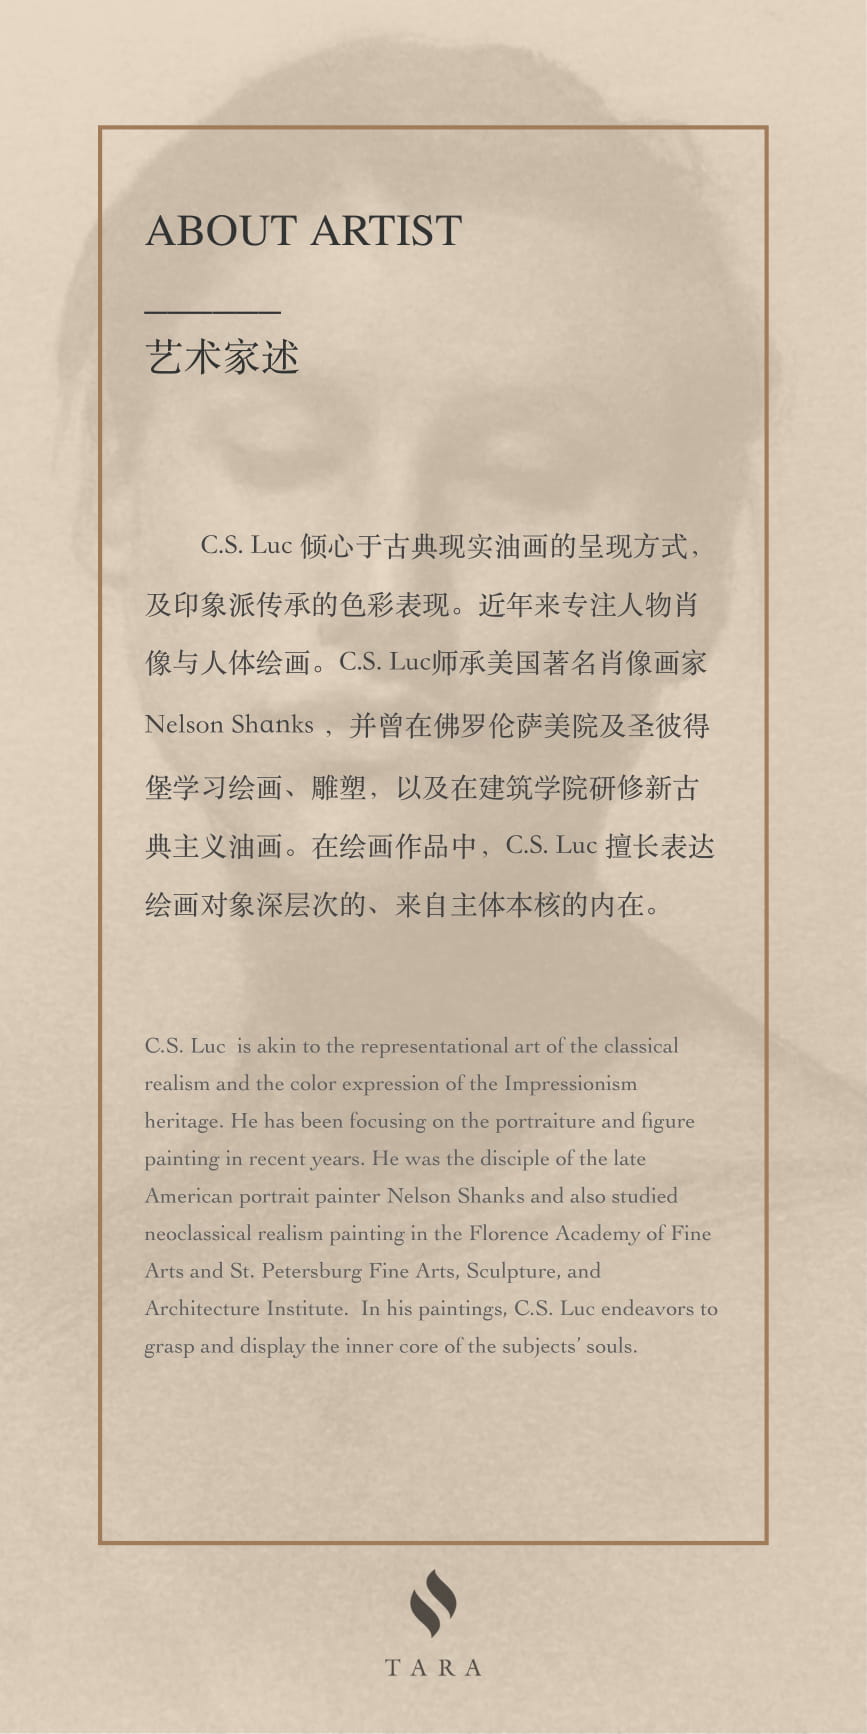 ABOUT ARTIST
艺术家述
C.S. Luc 倾心于古典现实油画的呈现方式，
及印象派传承的色彩表现。近年来专注人物肖
像与人体绘画。C.S. Luc师承美国著名肖像画家
Nelson Shanks ，并曾在佛罗伦萨美院及圣彼得
堡学习绘画、雕塑，以及在建筑学院研修新古
典主义油画。在绘画作品中，C.S. Luc 擅长表达
绘画对象深层次的、来自主体本核的内在。
C.S. Luc  is akin to the representational art of the classical
realism and the color expression of the Impressionism
heritage. He has been focusing on the portraiture and figure
painting in recent years. He was the disciple of the late
American portrait painter Nelson Shanks and also studied
neoclassical realism painting in the Florence Academy of Fine
Arts and St. Petersburg Fine Arts, Sculpture, and
Architecture Institute.  In his paintings, C.S. Luc endeavors to
grasp and display the inner core of the subjects’ souls.
TARA